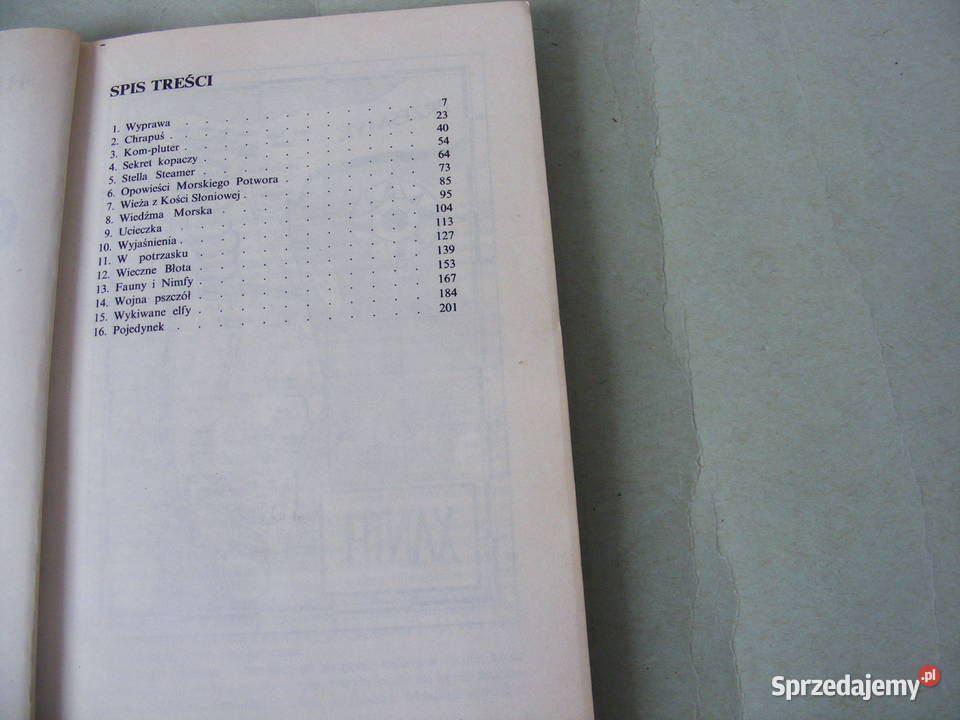 SPIS TREŚCI
1. Wyprawa . . . . . . . . . 7
2. Chrapuś . . . . . . . . . 23
3. Kom-pluter . . . . . . . . 40
4. Sekret kopaczy . . . . . . . 54
5. Stella Steamer . . . . . . . 64
6. Opowieści Morskiego Potwora . . . . . 73
7. Wieża z Kości Słoniowej . . . . . . 85
8. Wiedźma Morska . . . . . . . 95
9. Ucieczka . . . . . . . . 104
10. Wyjaśnienia . . . . . . . . 113
11. W potrzasku . . . . . . . . 127
12. Wieczne Błota . . . . . . . 139
13. Fauny i Nimfy . . . . . . . 153
14. Wojna pszczół . . . . . . . 167
15. Wykiwane elfy . . . . . . . 184
16. Pojedynek . . . . . . . . 201
XANTH
Sprzedajemy.pl